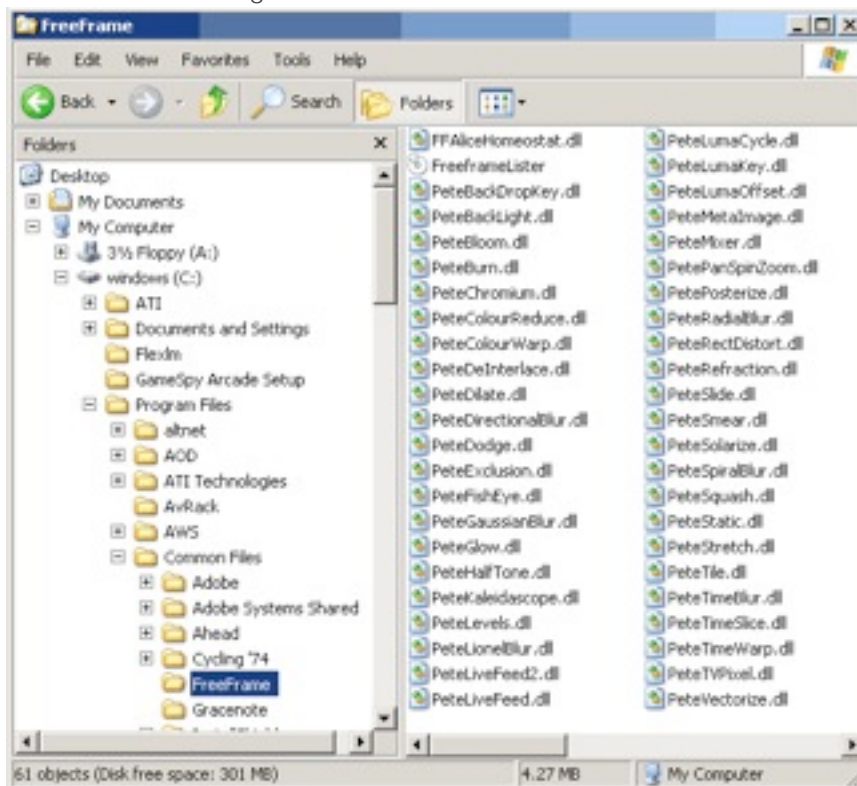 FreeFrame
File Edit View Favorites Tools Help
Back Search Folders
Folders x
Desktop
My Documents
My Computer
3½ Floppy (A:)
windows (C:)
ATI
Documents and Settings
Flexlm
GameSpy Arcade Setup
Program Files
altnet
AOD
ATI Technologies
AvRack
AWS
Common Files
Adobe
Adobe Systems Shared
Ahead
Cycling '74
FreeFrame
Gracenote
FFAliceHomeostat.dll
FreeframeLister
PeteBackDropKey.dll
PeteBackLight.dll
PeteBloom.dll
PeteBurn.dll
PeteChromium.dll
PeteColourReduce.dll
PeteColourWarp.dll
PeteDeInterlace.dll
PeteDilate.dll
PeteDirectionalBlur.dll
PeteDodge.dll
PeteExclusion.dll
PeteFishEye.dll
PeteGaussianBlur.dll
PeteGlow.dll
PeteHalfTone.dll
PeteKaleidascope.dll
PeteLevels.dll
PeteLionelBlur.dll
PeteLiveFeed2.dll
PeteLiveFeed.dll
PeteLumaCycle.dll
PeteLumaKey.dll
PeteLumaOffset.dll
PeteMetaImage.dll
PeteMixer.dll
PetePanSpinZoom.dll
PetePosterize.dll
PeteRadialBlur.dll
PeteRectDistort.dll
PeteRefraction.dll
PeteSlide.dll
PeteSmear.dll
PeteSolarize.dll
PeteSpiralBlur.dll
PeteSquash.dll
PeteStatic.dll
PeteStretch.dll
PeteTile.dll
PeteTimeBlur.dll
PeteTimeSlice.dll
PeteTimeWarp.dll
PeteTVPixel.dll
PeteVectorize.dll
61 objects (Disk free space: 301 MB) 4.27 MB My Computer